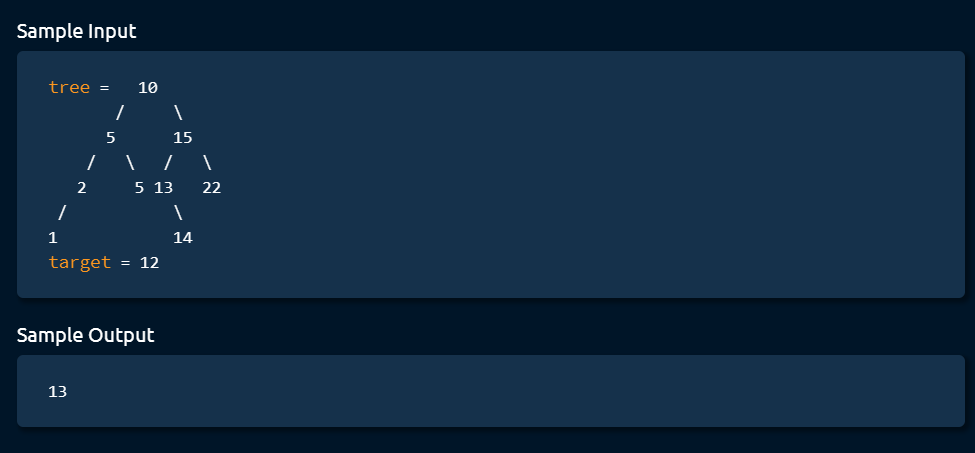 Sample Input
tree =   10
       /     \
      5      15
    /   \   /   \
   2     5 13   22
 /           \
1            14
target = 12
Sample Output
13